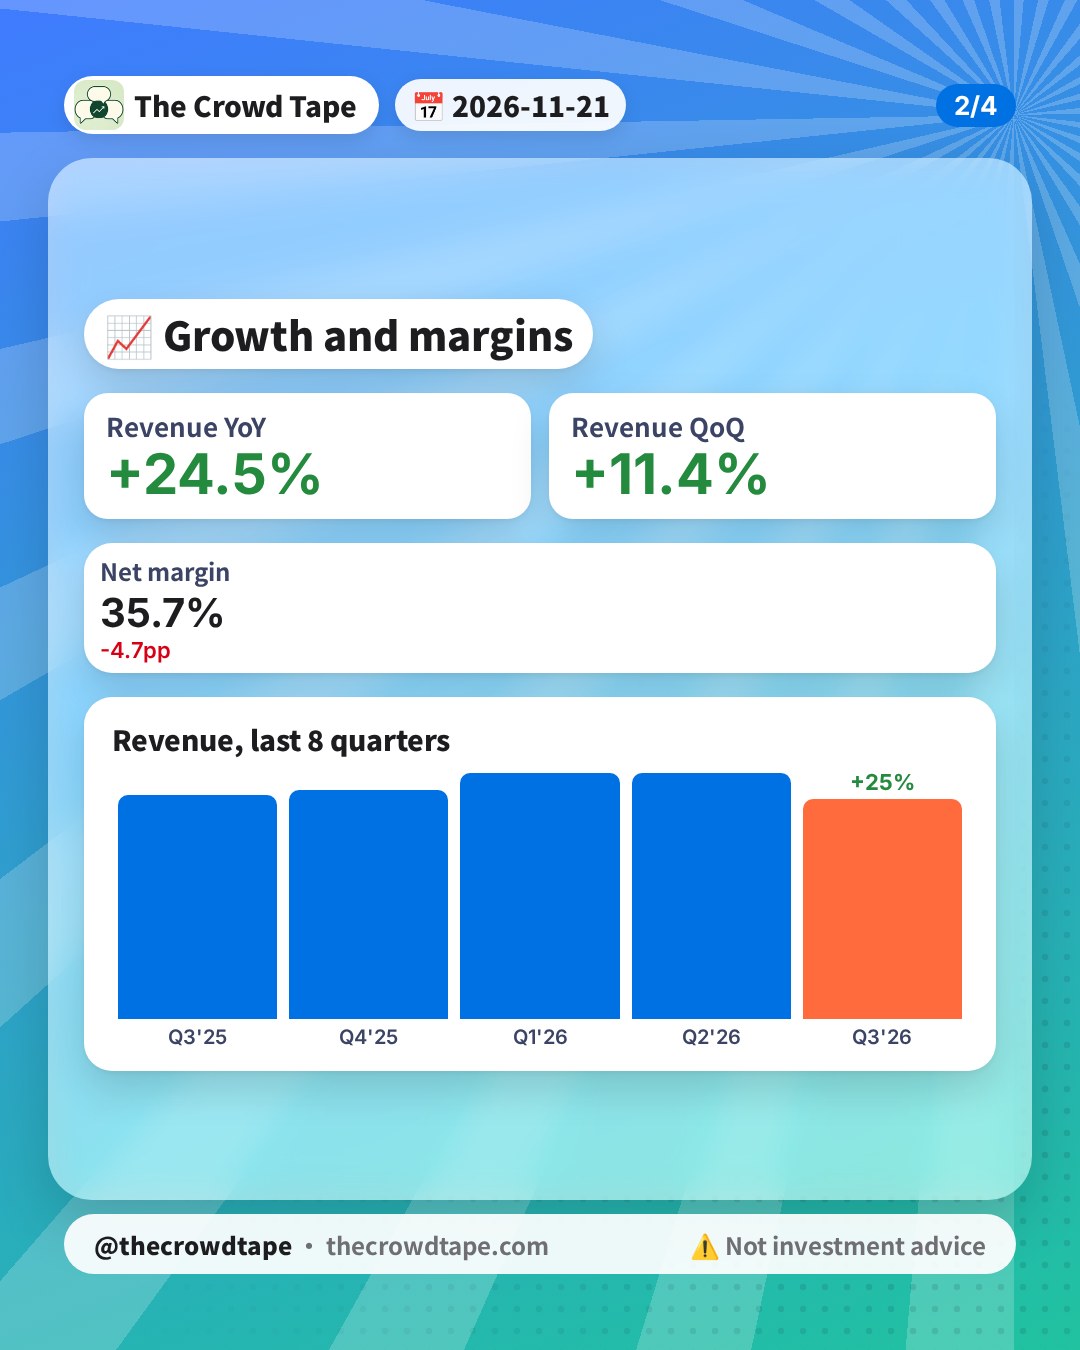 The Crowd Tape
2026-11-21
2/4
Growth and margins
Revenue YoY
+24.5%
Revenue QoQ
+11.4%
Net margin
35.7%
-4.7pp
Revenue, last 8 quarters
+25%
Q3'25
Q4'25
Q1'26
Q2'26
Q3'26
@thecrowdtape • thecrowdtape.com
⚠️ Not investment advice